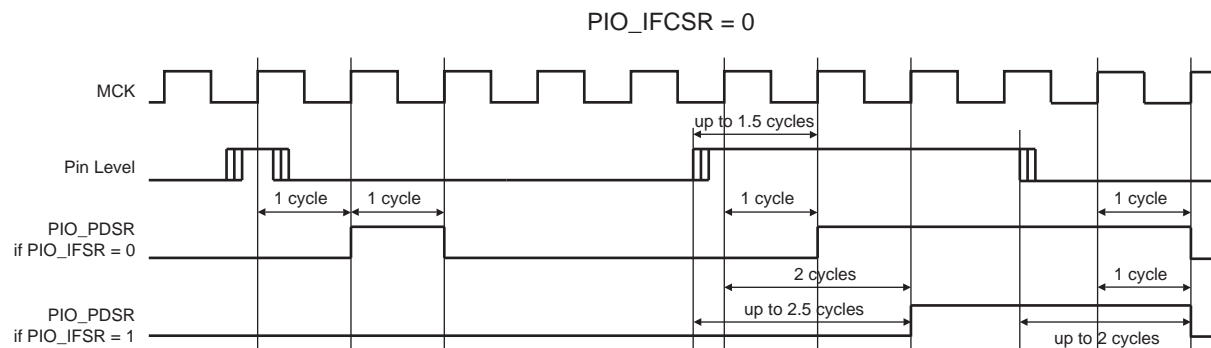 PIO_IFCSR = 0
MCK
up to 1.5 cycles
Pin Level
1 cycle
1 cycle
1 cycle
1 cycle
PIO_PDSR
if PIO_IFSR = 0
2 cycles
1 cycle
PIO_PDSR
if PIO_IFSR = 1
up to 2.5 cycles
up to 2 cycles